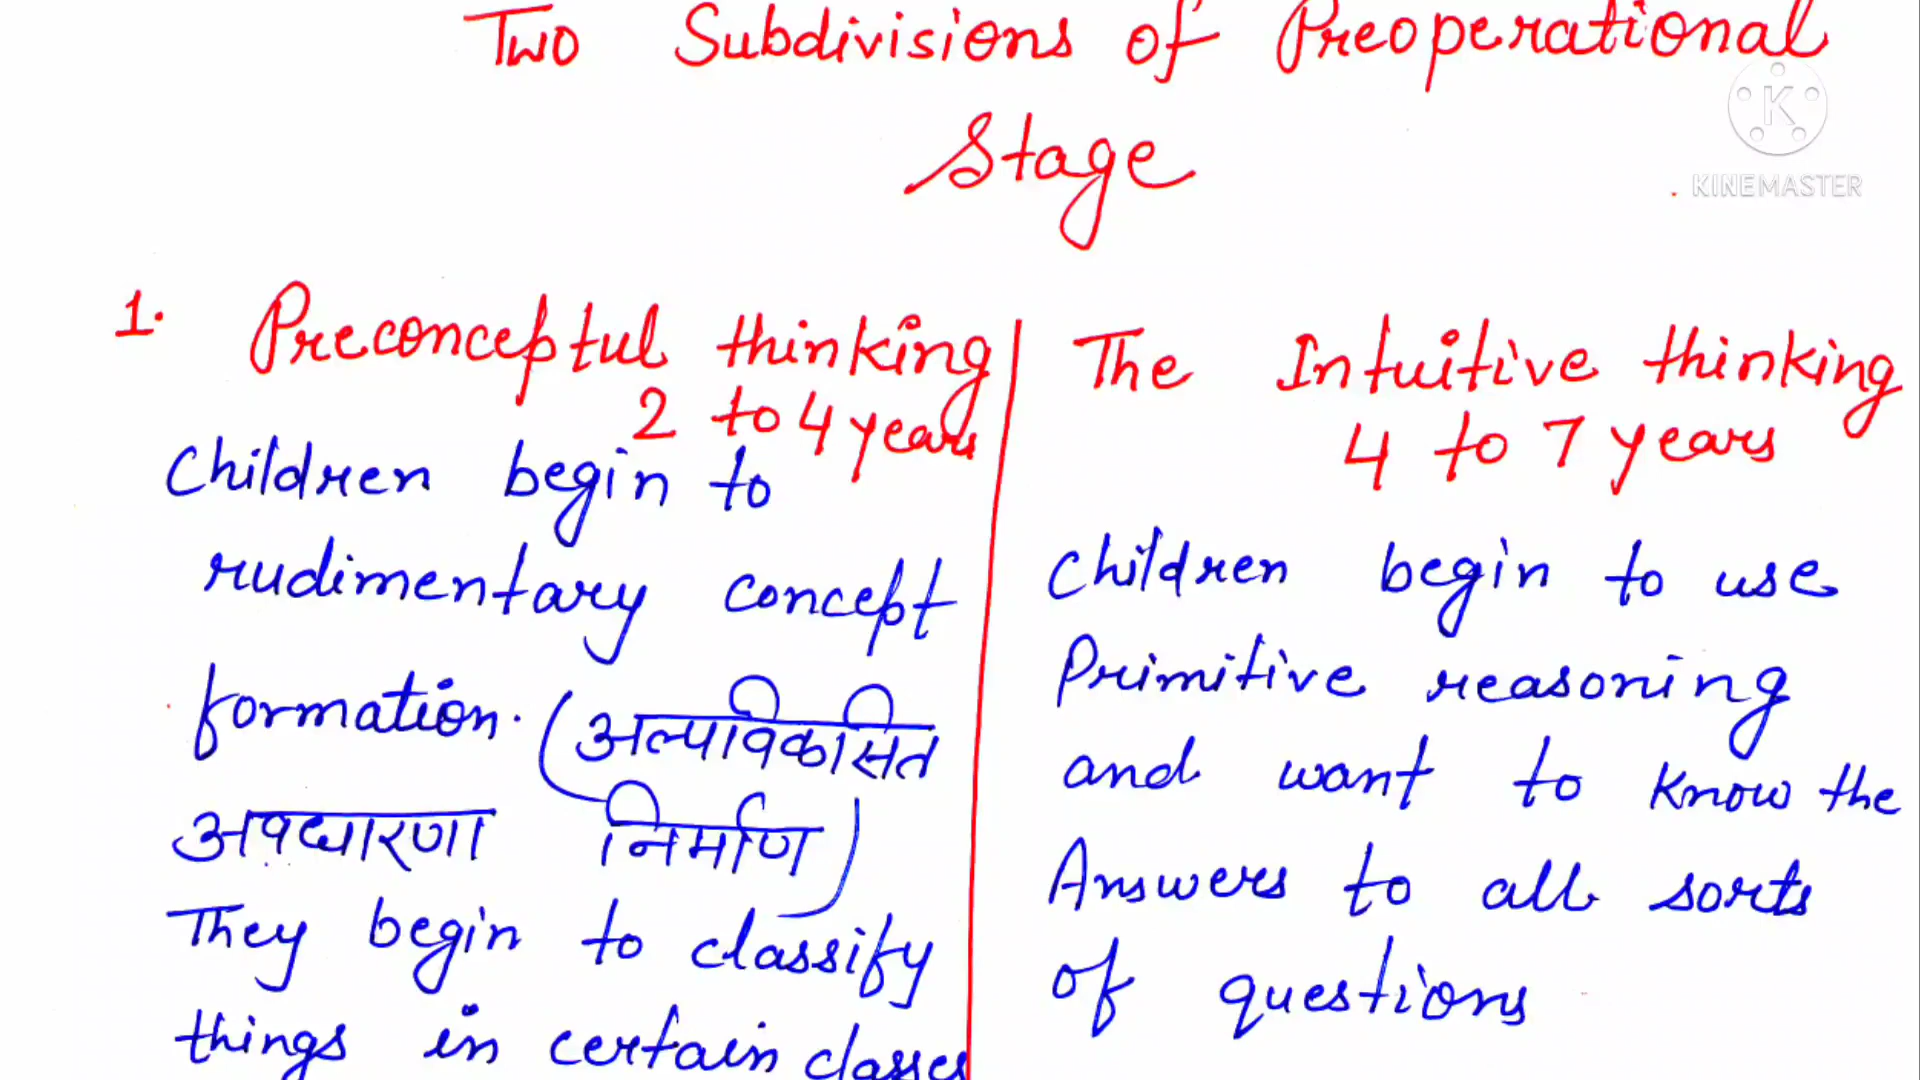 Two Subdivisions of Preoperational
Stage
KINEMASTER
1. Preconceptul thinking
2 to 4 years
Children begin to
rudimentary concept
formation. (अल्पविकसित
अवधारणा निर्माण)
They begin to classify
things in certain classes
The Intuitive thinking
4 to 7 years
Children begin to use
Primitive reasoning
and want to know the
Answers to all sorts
of questions